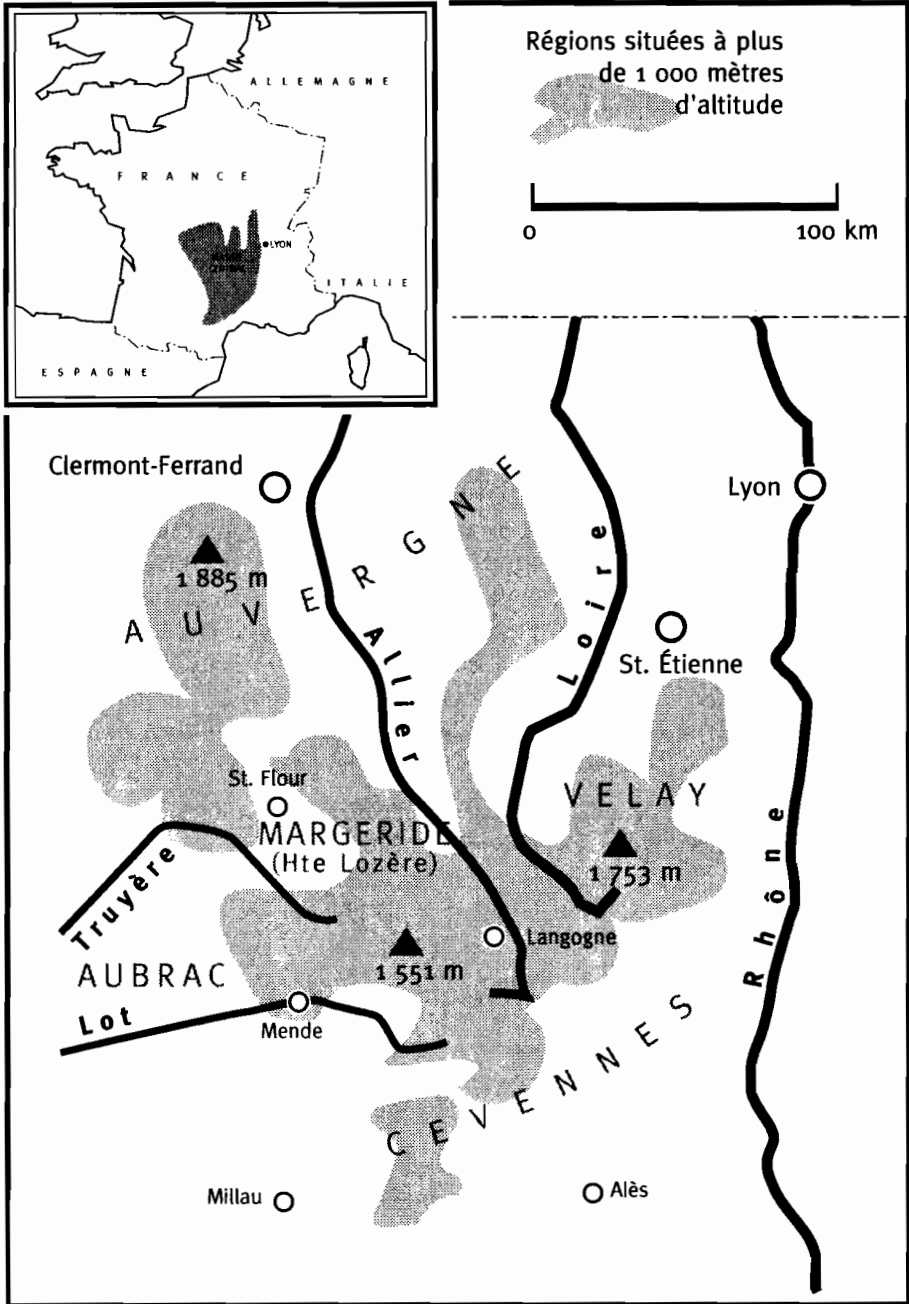 ALLEMAGNE
FRANCE
LYON
MASSIF
CENTRAL
ITALIE
ESPAGNE
Régions situées à plus
de 1 000 mètres
d'altitude
0 100 km
Clermont-Ferrand
Lyon
1 885 m
AUVERGNE
Allier
Loire
St. Étienne
St. Flour
VELAY
MARGERIDE
(Hte Lozère)
1 753 m
Truyère
Rhône
Langogne
1 551 m
AUBRAC
Lot
Mende
CEVENNES
Millau
Alès